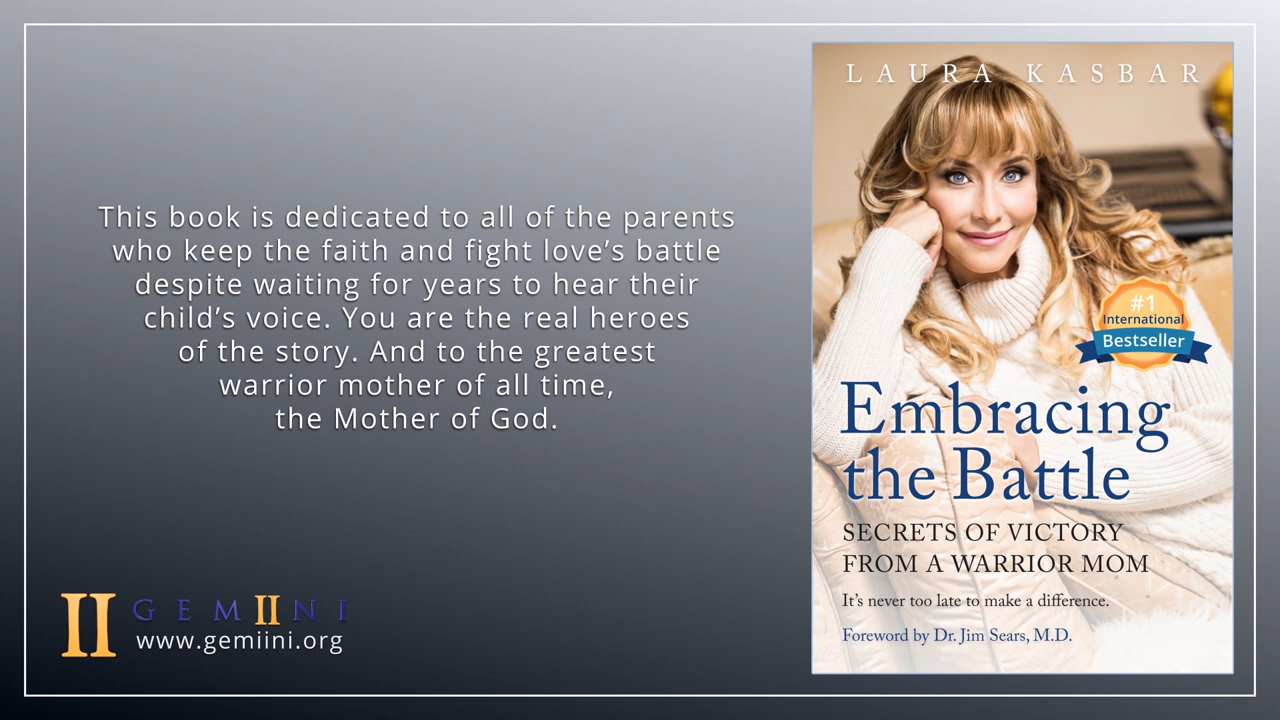 This book is dedicated to all of the parents
who keep the faith and fight love’s battle
despite waiting for years to hear their
child’s voice. You are the real heroes
of the story. And to the greatest
warrior mother of all time,
the Mother of God.
II GEMIINI
www.gemiini.org
LAURA KASBAR
#1
International
Bestseller
Embracing
the Battle
SECRETS OF VICTORY
FROM A WARRIOR MOM
It’s never too late to make a difference.
Foreword by Dr. Jim Sears, M.D.